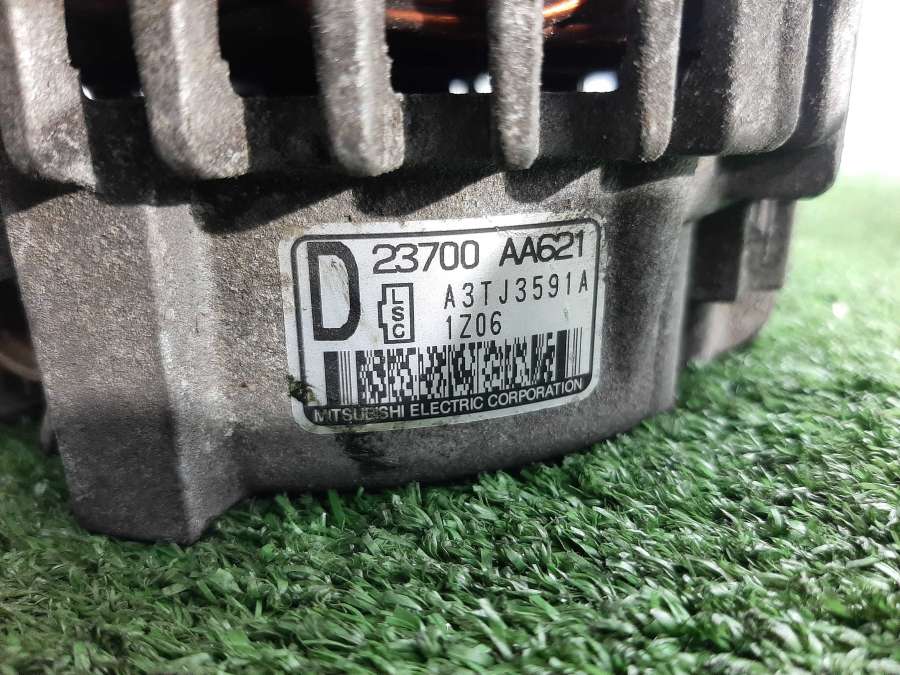 D 23700 AA621
LSC A3TJ3591A
1Z06
MITSUBISHI ELECTRIC CORPORATION